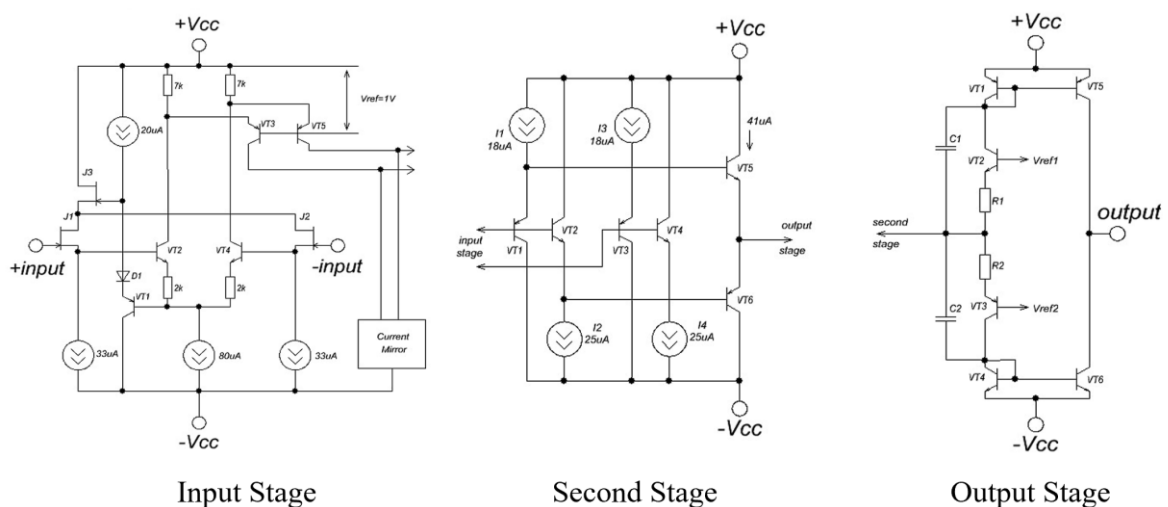 +Vcc
7k
7k
Vref=1V
VT3
VT5
20uA
J3
J1
J2
+input
-input
VT2
VT4
D1
2k
2k
VT1
33uA
80uA
33uA
Current
Mirror
-Vcc
Input Stage
+Vcc
I1
18uA
I3
18uA
41uA
VT5
input
stage
VT1
VT2
VT3
VT4
output
stage
VT6
I2
25uA
I4
25uA
-Vcc
Second Stage
+Vcc
VT1
VT5
C1
VT2
Vref1
R1
second
stage
output
R2
VT3
Vref2
C2
VT4
VT6
-Vcc
Output Stage